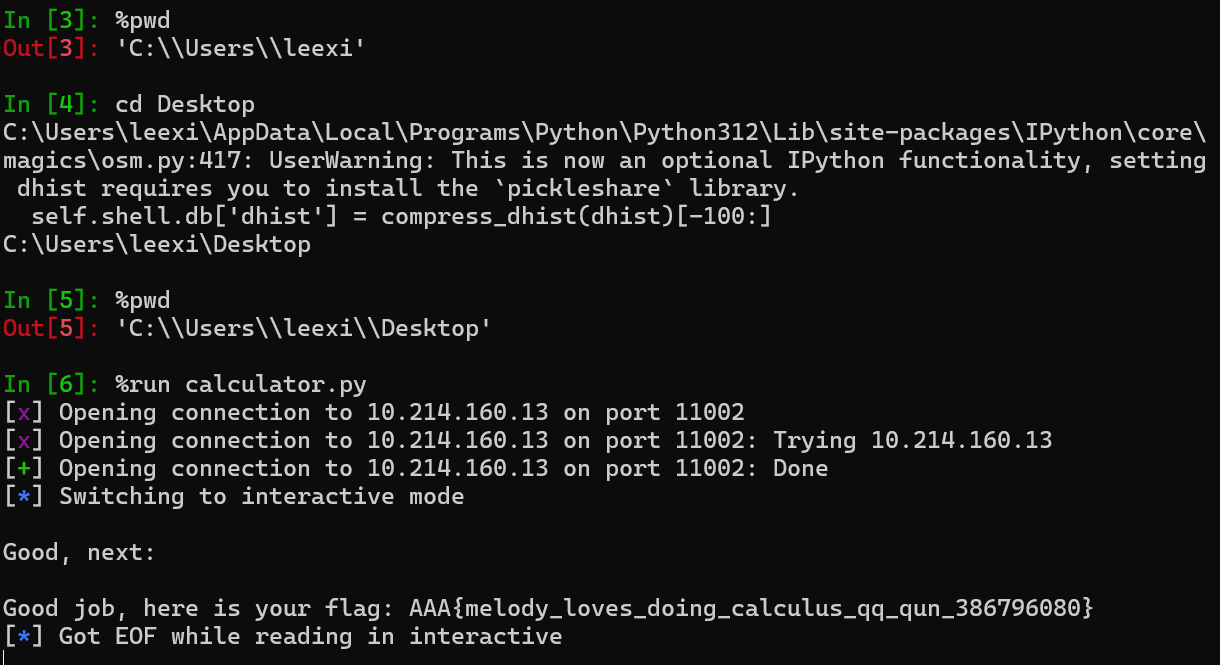 In [3]: %pwd
Out[3]: 'C:\\Users\\leexi'
In [4]: cd Desktop
C:\Users\leexi\AppData\Local\Programs\Python\Python312\Lib\site-packages\IPython\core\
magics\osm.py:417: UserWarning: This is now an optional IPython functionality, setting
 dhist requires you to install the `pickleshare` library.
  self.shell.db['dhist'] = compress_dhist(dhist)[-100:]
C:\Users\leexi\Desktop
In [5]: %pwd
Out[5]: 'C:\\Users\\leexi\\Desktop'
In [6]: %run calculator.py
[x] Opening connection to 10.214.160.13 on port 11002
[x] Opening connection to 10.214.160.13 on port 11002: Trying 10.214.160.13
[+] Opening connection to 10.214.160.13 on port 11002: Done
[*] Switching to interactive mode
Good, next:
Good job, here is your flag: AAA{melody_loves_doing_calculus_qq_qun_386796080}
[*] Got EOF while reading in interactive